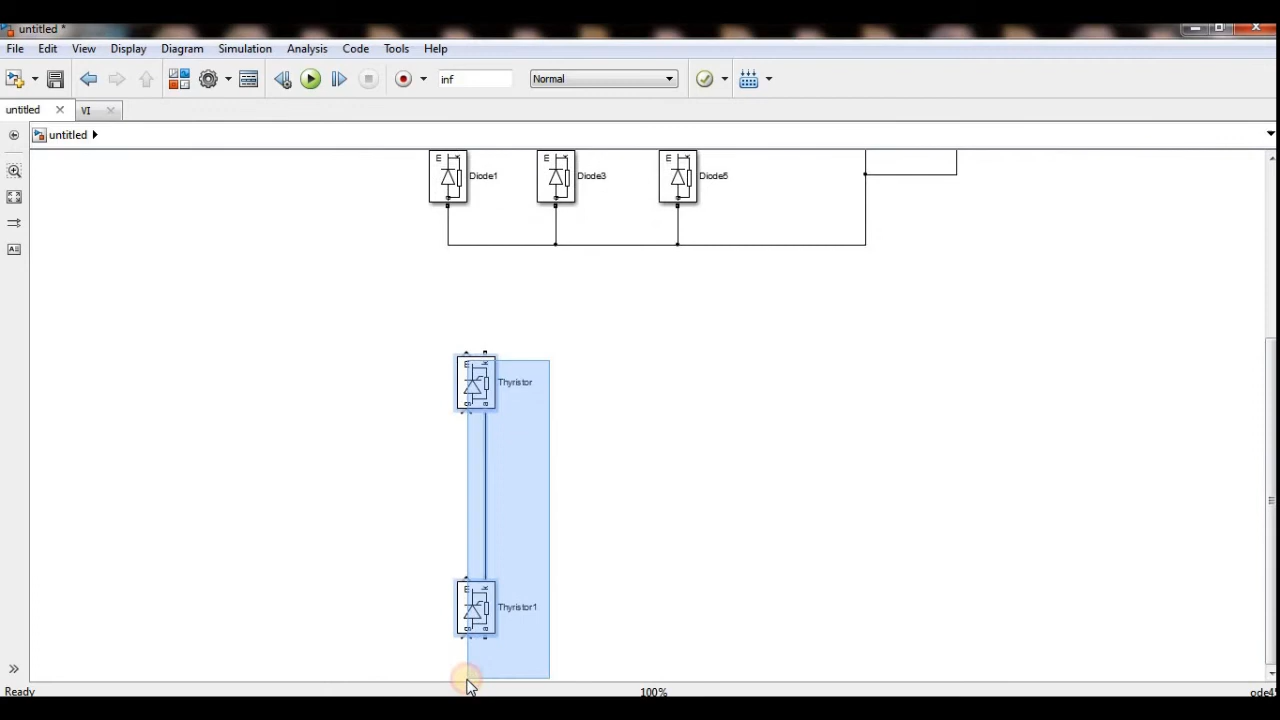 untitled *
File Edit View Display Diagram Simulation Analysis Code Tools Help
inf Normal
untitled VI
untitled
m k Diode1 m k Diode3 m k Diode5
a a a
m k
Thyristor
g a
m k
Thyristor1
g a
Ready 100% ode4